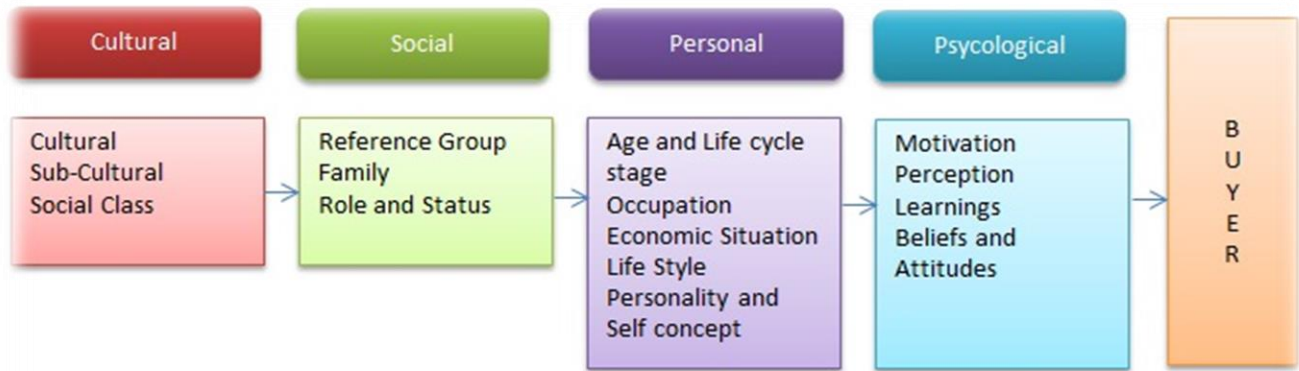 Cultural
Social
Personal
Psycological
Cultural
Sub-Cultural
Social Class
Reference Group
Family
Role and Status
Age and Life cycle
stage
Occupation
Economic Situation
Life Style
Personality and
Self concept
Motivation
Perception
Learnings
Beliefs and
Attitudes
B
U
Y
E
R